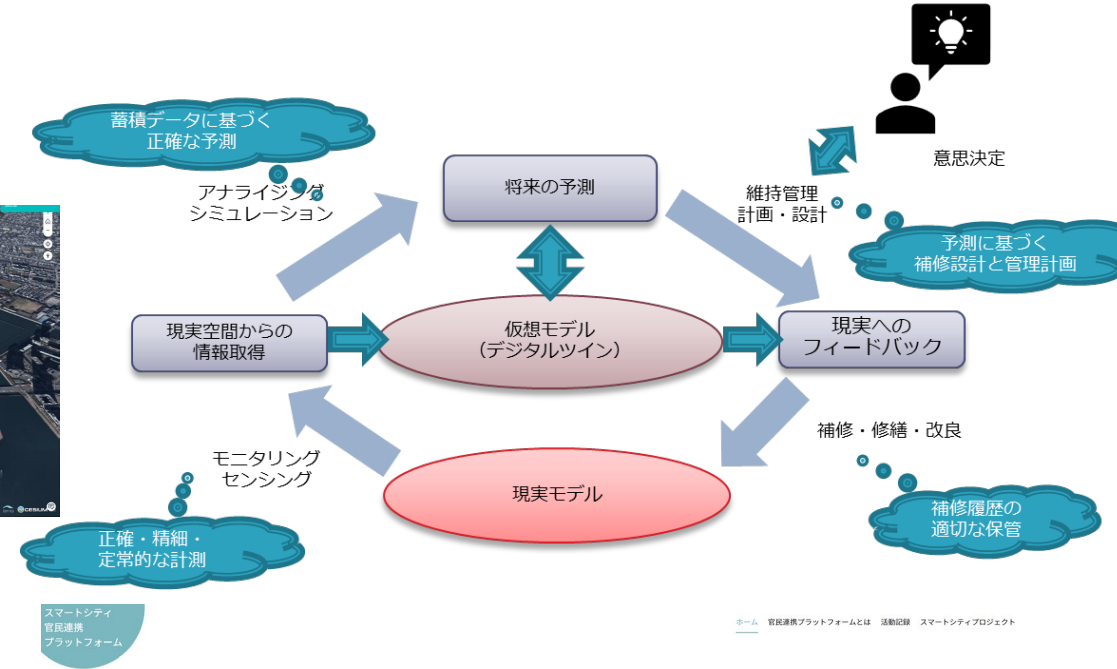 蓄積データに基づく
正確な予測
アナライジング
シミュレーション
将来の予測
維持管理
計画・設計
意思決定
予測に基づく
補修設計と管理計画
現実空間からの
情報取得
仮想モデル
（デジタルツイン）
現実への
フィードバック
モニタリング
センシング
現実モデル
補修・修繕・改良
補修履歴の
適切な保管
正確・精細・
定常的な計測
CESIUM
スマートシティ
官民連携
プラットフォーム
ホーム 官民連携プラットフォームとは 活動記録 スマートシティプロジェクト